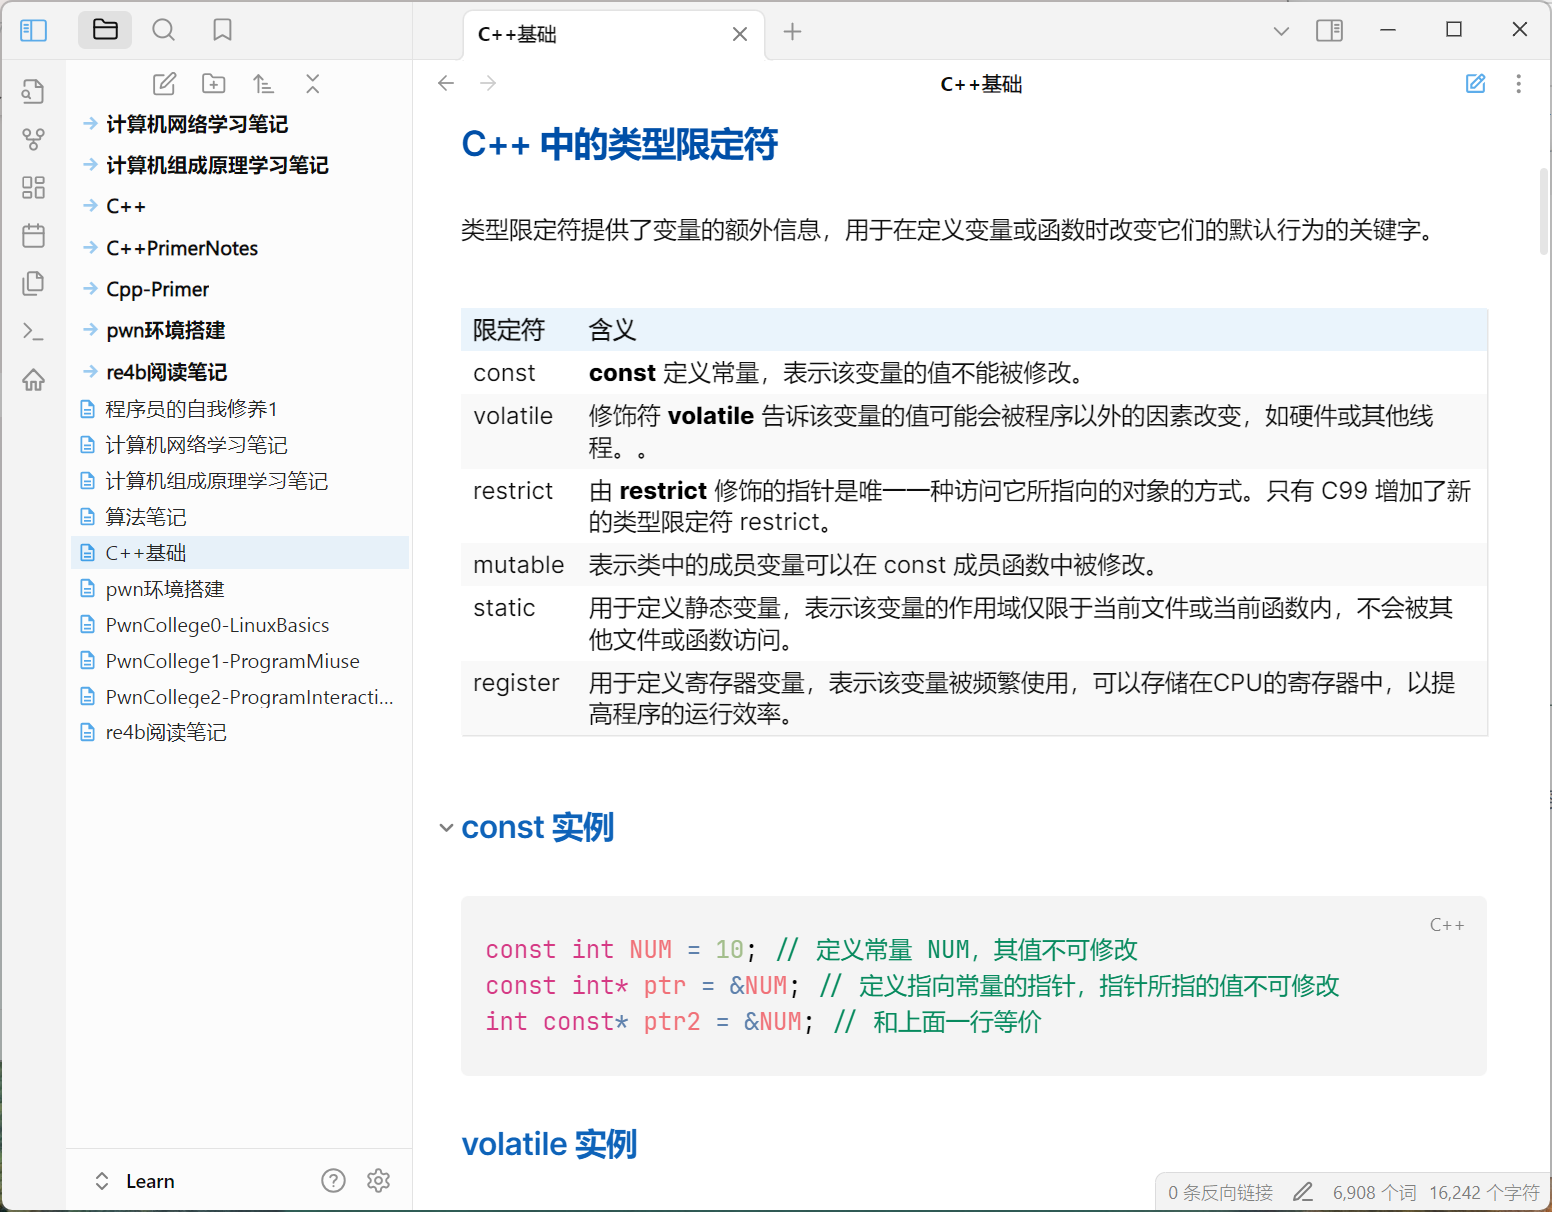 C++基础
计算机网络学习笔记
计算机组成原理学习笔记
C++
C++PrimerNotes
Cpp-Primer
pwn环境搭建
re4b阅读笔记
程序员的自我修养1
计算机网络学习笔记
计算机组成原理学习笔记
算法笔记
C++基础
pwn环境搭建
PwnCollege0-LinuxBasics
PwnCollege1-ProgramMiuse
PwnCollege2-ProgramInteracti...
re4b阅读笔记
Learn
C++基础
C++ 中的类型限定符
类型限定符提供了变量的额外信息，用于在定义变量或函数时改变它们的默认行为的关键字。
限定符 含义
const const 定义常量，表示该变量的值不能被修改。
volatile 修饰符 volatile 告诉该变量的值可能会被程序以外的因素改变，如硬件或其他线
程。。
restrict 由 restrict 修饰的指针是唯一一种访问它所指向的对象的方式。只有 C99 增加了新
的类型限定符 restrict。
mutable 表示类中的成员变量可以在 const 成员函数中被修改。
static 用于定义静态变量，表示该变量的作用域仅限于当前文件或当前函数内，不会被其
他文件或函数访问。
register 用于定义寄存器变量，表示该变量被频繁使用，可以存储在CPU的寄存器中，以提
高程序的运行效率。
const 实例
C++
const int NUM = 10; // 定义常量 NUM，其值不可修改
const int* ptr = &NUM; // 定义指向常量的指针，指针所指的值不可修改
int const* ptr2 = &NUM; // 和上面一行等价
volatile 实例
0 条反向链接 6,908 个词 16,242 个字符